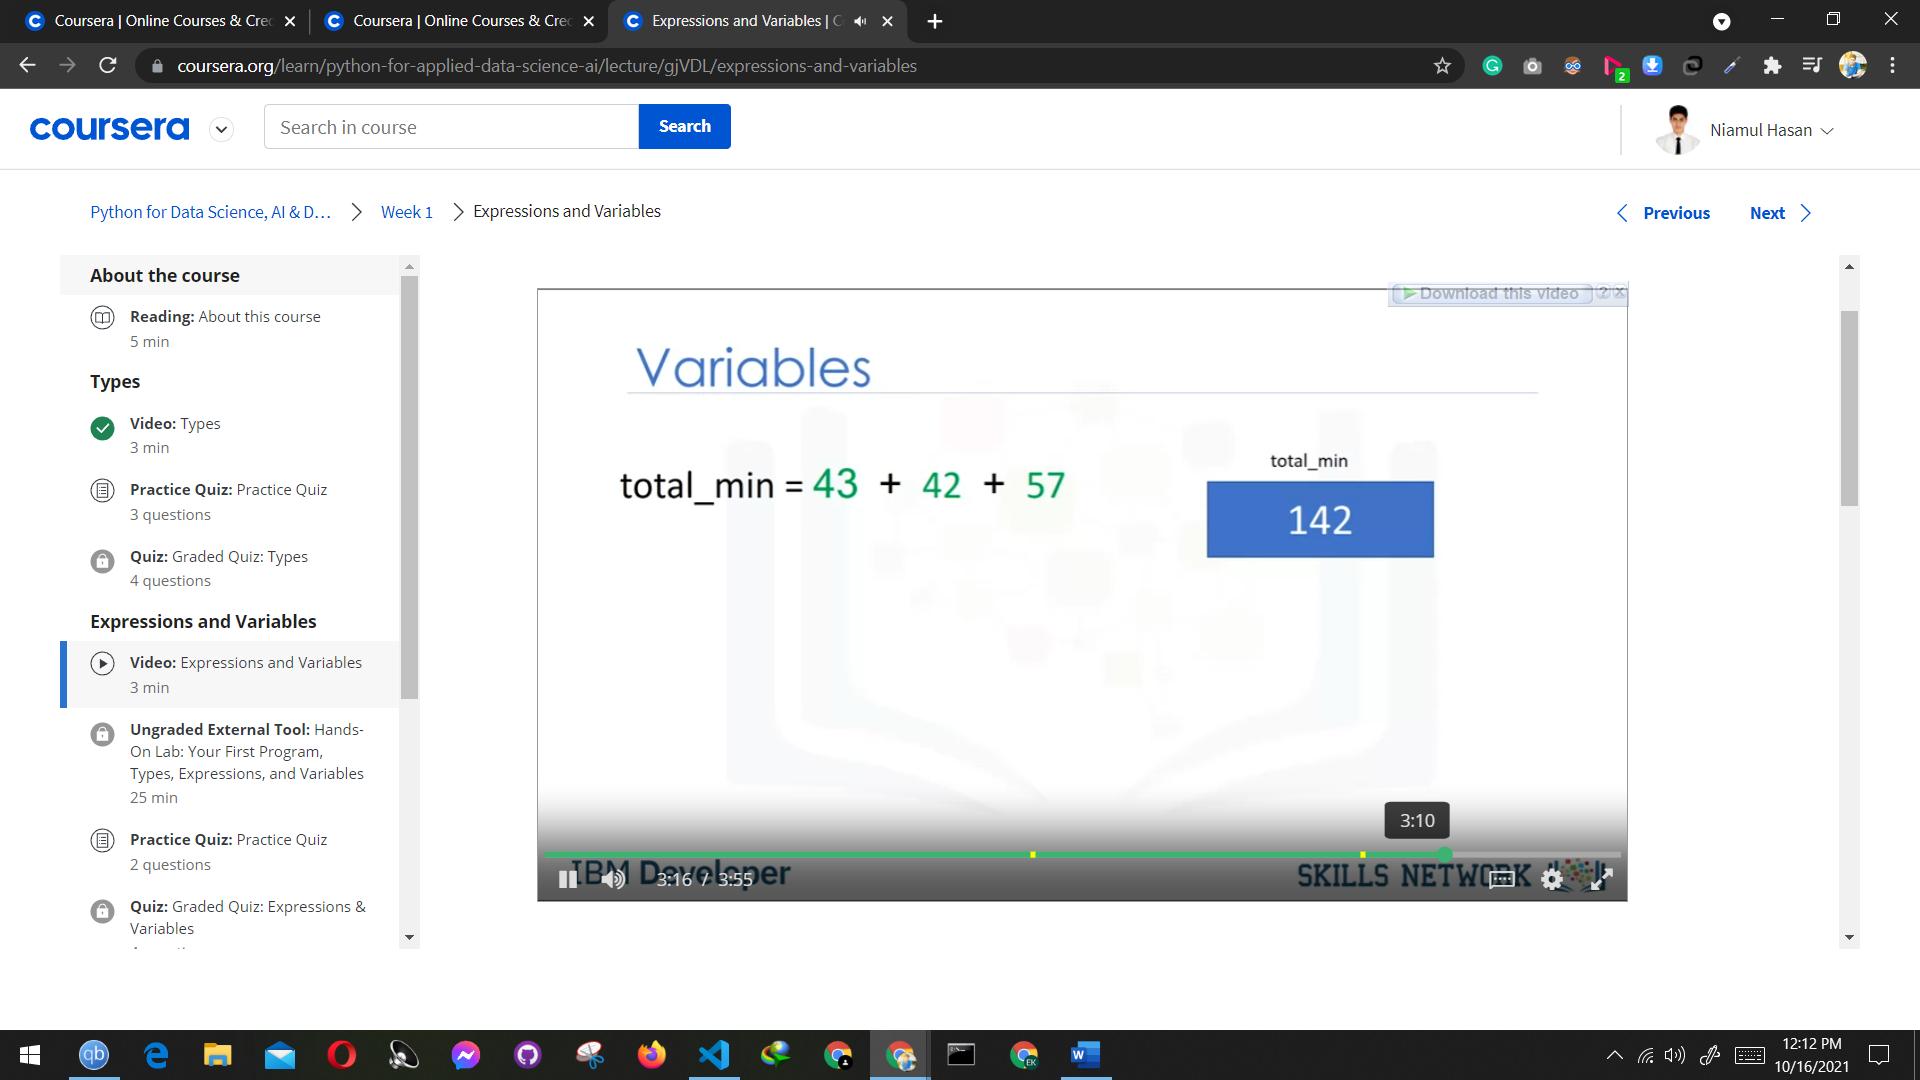 Coursera | Online Courses & Cre
Coursera | Online Courses & Cre
Expressions and Variables |
coursera.org/learn/python-for-applied-data-science-ai/lecture/gjVDL/expressions-and-variables
2
coursera
Search in course
Search
Niamul Hasan
Python for Data Science, AI & D...
Week 1
Expressions and Variables
Previous
Next
About the course
Reading: About this course
5 min
Types
Video: Types
3 min
Practice Quiz: Practice Quiz
3 questions
Quiz: Graded Quiz: Types
4 questions
Expressions and Variables
Video: Expressions and Variables
3 min
Ungraded External Tool: Hands-
On Lab: Your First Program,
Types, Expressions, and Variables
25 min
Practice Quiz: Practice Quiz
2 questions
Quiz: Graded Quiz: Expressions &
Variables
Download this video ? X
Variables
total_min = 43 + 42 + 57
total_min
142
3:10
IBM Developer
SKILLS NETWORK
3:16 / 3:55
qb
EK
W
12:12 PM
10/16/2021